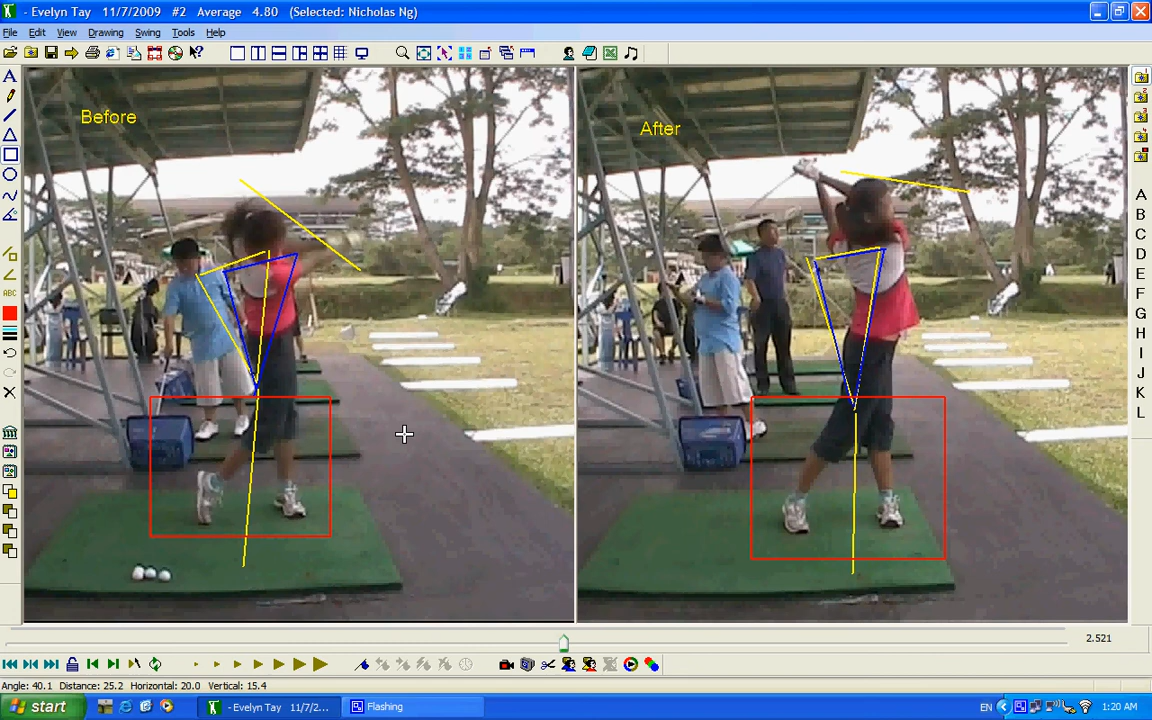 - Evelyn Tay 11/7/2009 #2 Average 4.80 (Selected: Nicholas Ng)
File Edit View Drawing Swing Tools Help
Before
After
A
ABC
A
B
C
D
E
F
G
H
I
J
K
L
2.521
Angle: 40.1 Distance: 25.2 Horizontal: 20.0 Vertical: 15.4
start
- Evelyn Tay 11/7/2...
Flashing
EN
1:20 AM